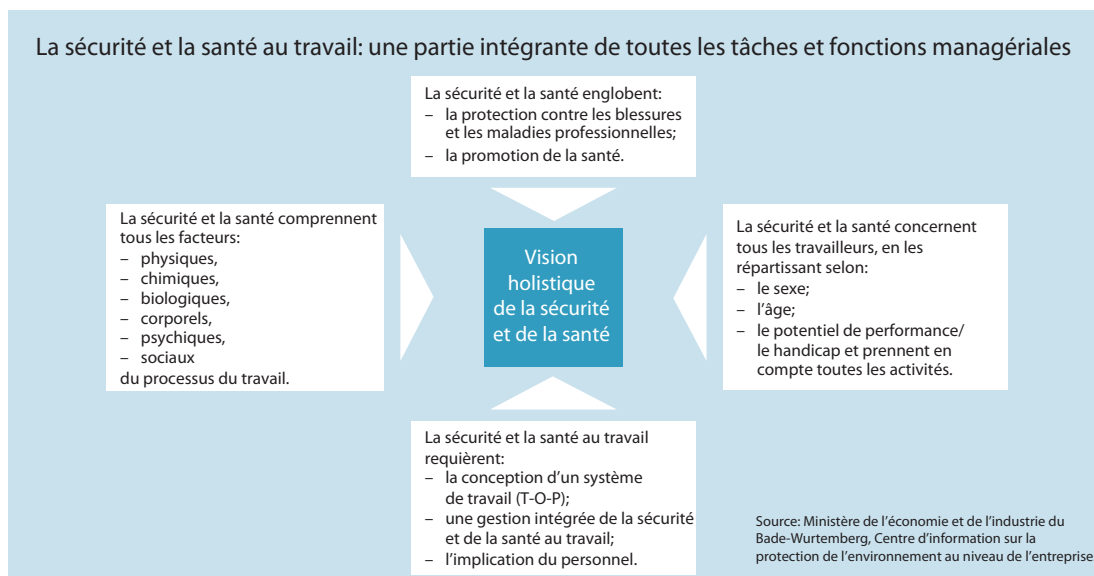 La sécurité et la santé au travail: une partie intégrante de toutes les tâches et fonctions managériales
La sécurité et la santé englobent:
– la protection contre les blessures
et les maladies professionnelles;
– la promotion de la santé.
La sécurité et la santé comprennent
tous les facteurs:
– physiques,
– chimiques,
– biologiques,
– corporels,
– psychiques,
– sociaux
du processus du travail.
Vision
holistique
de la sécurité
et de la santé
La sécurité et la santé concernent
tous les travailleurs, en les
répartissant selon:
– le sexe;
– l’âge;
– le potentiel de performance/
le handicap et prennent en
compte toutes les activités.
La sécurité et la santé au travail
requièrent:
– la conception d’un système
de travail (T-O-P);
– une gestion intégrée de la sécurité
et de la santé au travail;
– l’implication du personnel.
Source: Ministère de l’économie et de l’industrie du
Bade-Wurtemberg, Centre d’information sur la
protection de l’environnement au niveau de l’entreprise